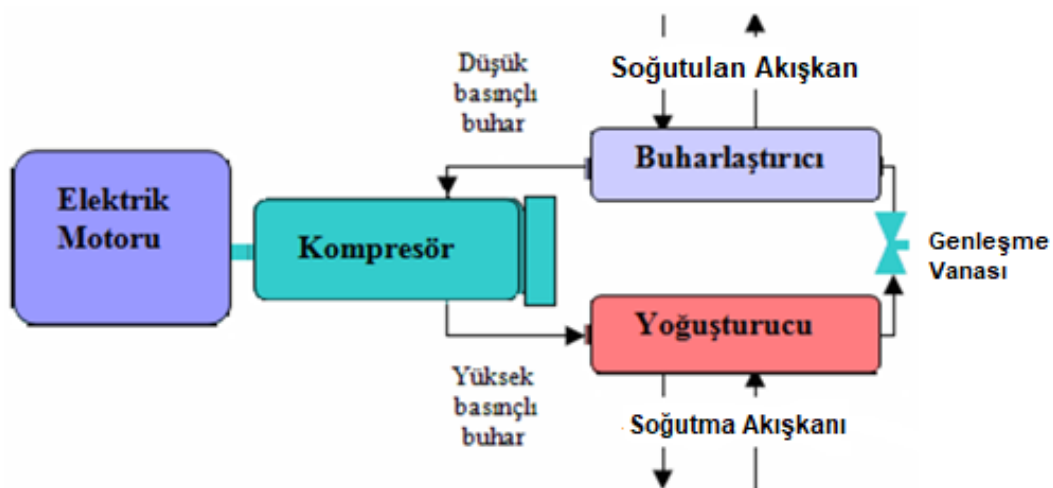 Düşük
basınçlı
buhar
Soğutulan Akışkan
Buharlaştırıcı
Elektrik
Motoru
Kompresör
Genleşme
Vanası
Yoğuşturucu
Yüksek
basınçlı
buhar
Soğutma Akışkanı